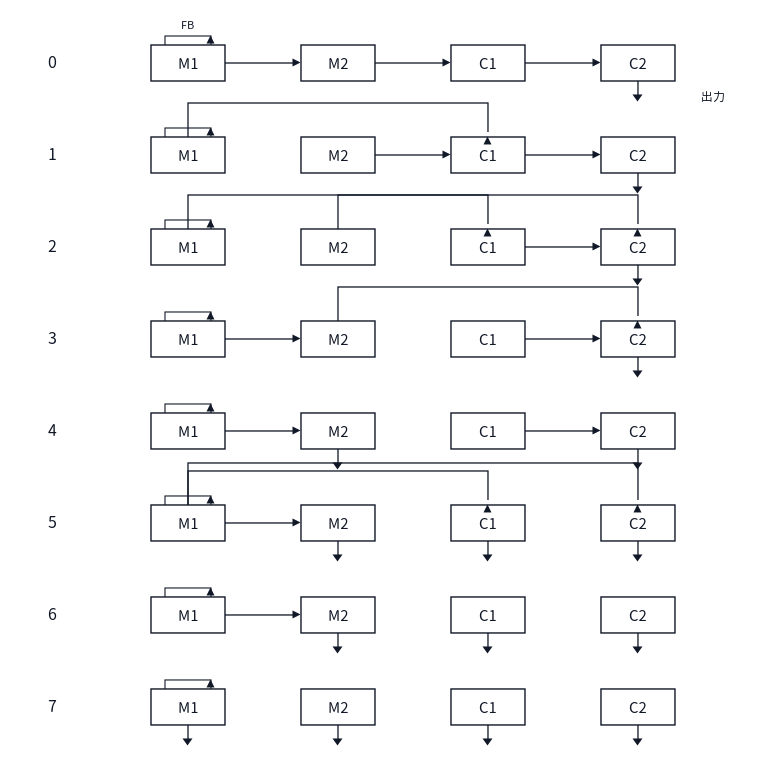 FB
0 M1 M2 C1 C2
出力
1 M1 M2 C1 C2
2 M1 M2 C1 C2
3 M1 M2 C1 C2
4 M1 M2 C1 C2
5 M1 M2 C1 C2
6 M1 M2 C1 C2
7 M1 M2 C1 C2